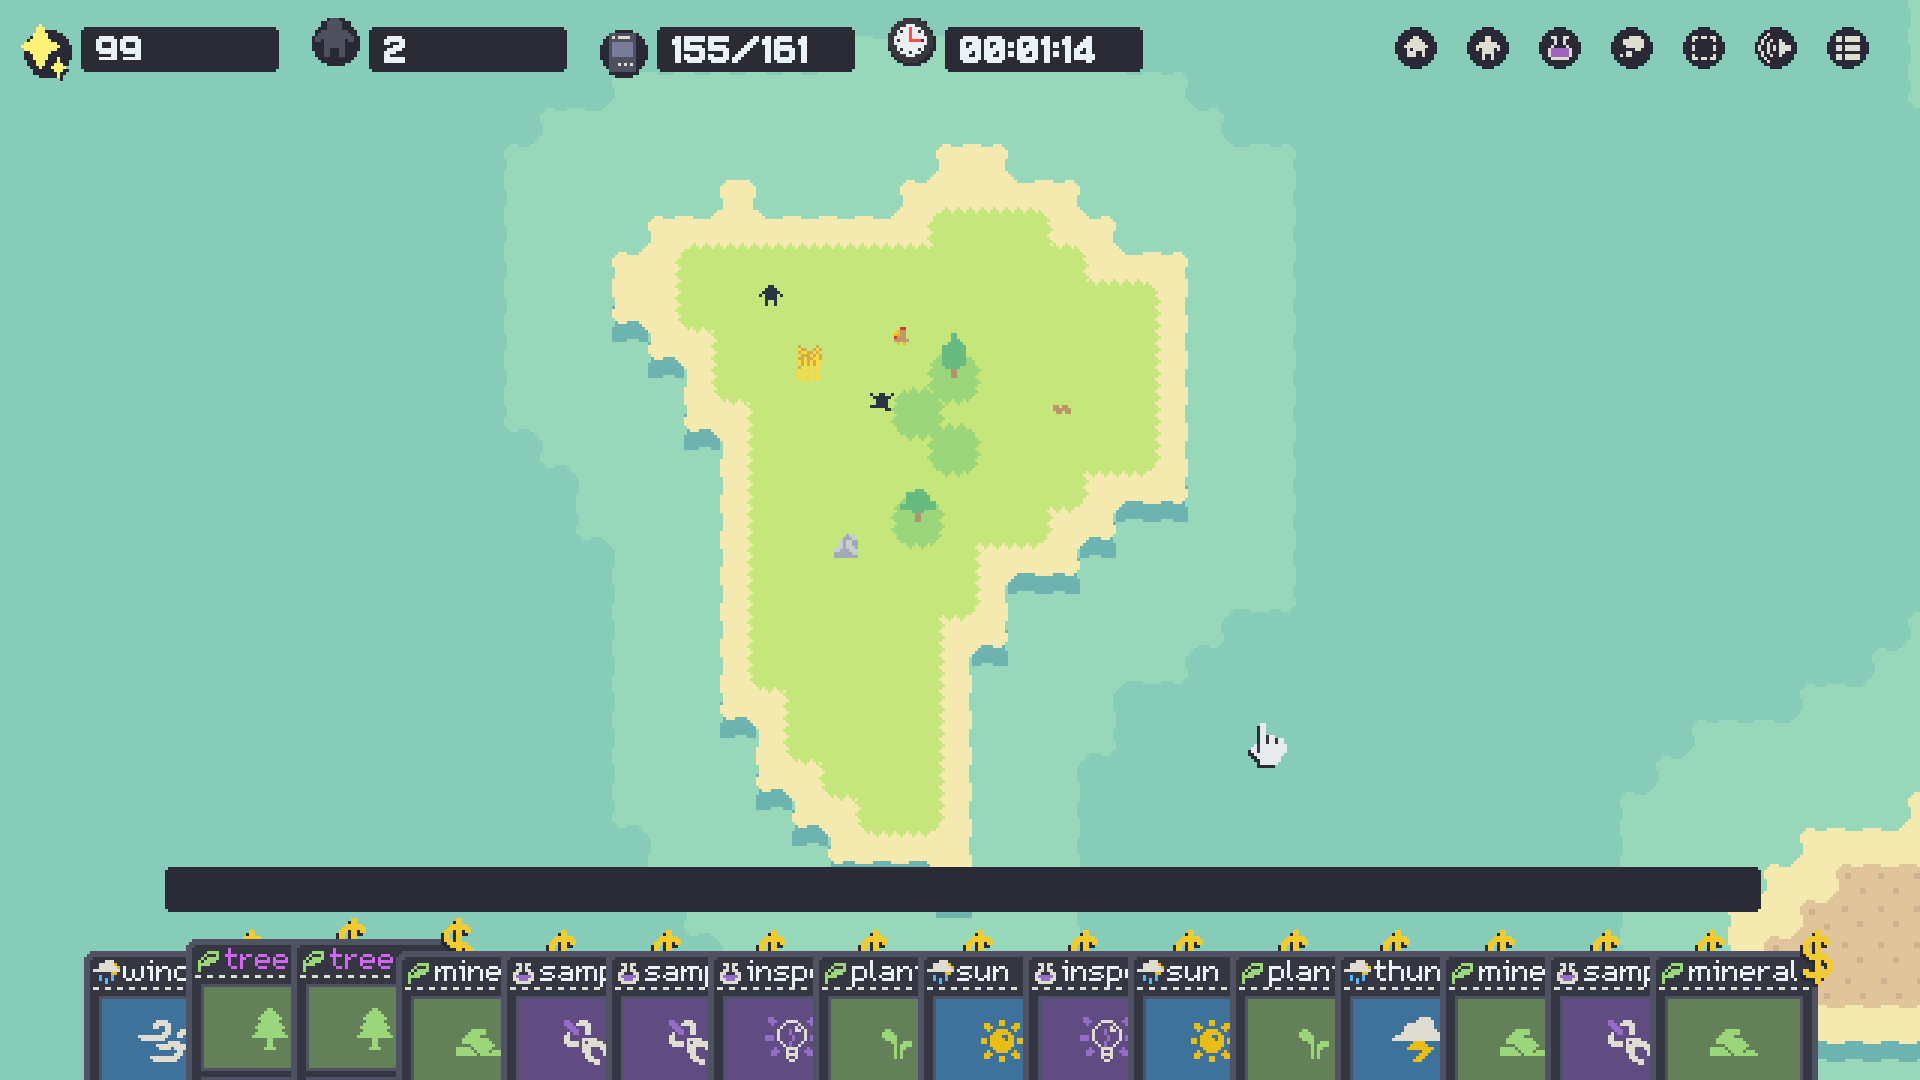 99
2
155/161
00:01:14
wind
tree
tree
mine
samp
samp
insp
plan
sun
insp
sun
plan
thun
mine
samp
mineral